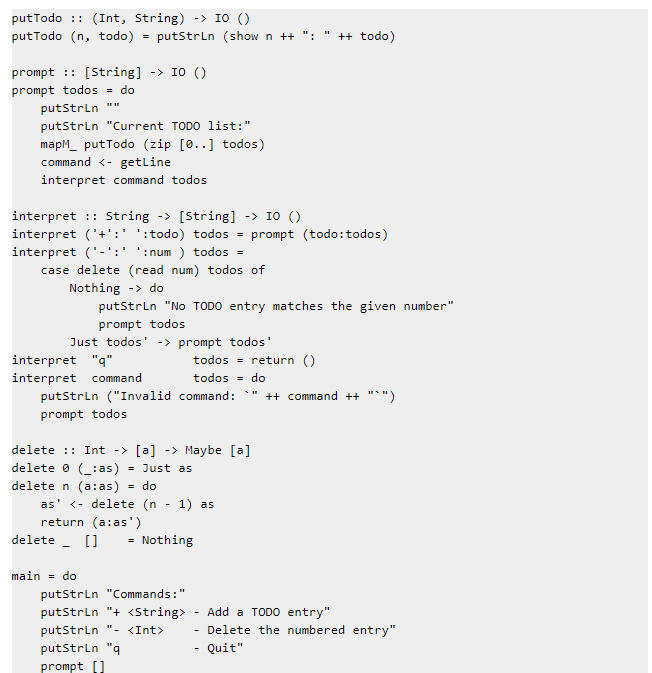 putTodo :: (Int, String) -> IO ()
putTodo (n, todo) = putStrLn (show n ++ ": " ++ todo)

prompt :: [String] -> IO ()
prompt todos = do
    putStrLn ""
    putStrLn "Current TODO list:"
    mapM_ putTodo (zip [0..] todos)
    command <- getLine
    interpret command todos

interpret :: String -> [String] -> IO ()
interpret ('+':' ':todo) todos = prompt (todo:todos)
interpret ('-':' ':num ) todos =
    case delete (read num) todos of
        Nothing -> do
            putStrLn "No TODO entry matches the given number"
            prompt todos
        Just todos' -> prompt todos'
interpret  "q"           todos = return ()
interpret  command       todos = do
    putStrLn ("Invalid command: `" ++ command ++ "`")
    prompt todos

delete :: Int -> [a] -> Maybe [a]
delete 0 (_:as) = Just as
delete n (a:as) = do
    as' <- delete (n - 1) as
    return (a:as')
delete _  []    = Nothing

main = do
    putStrLn "Commands:"
    putStrLn "+ <String> - Add a TODO entry"
    putStrLn "- <Int>    - Delete the numbered entry"
    putStrLn "q          - Quit"
    prompt []